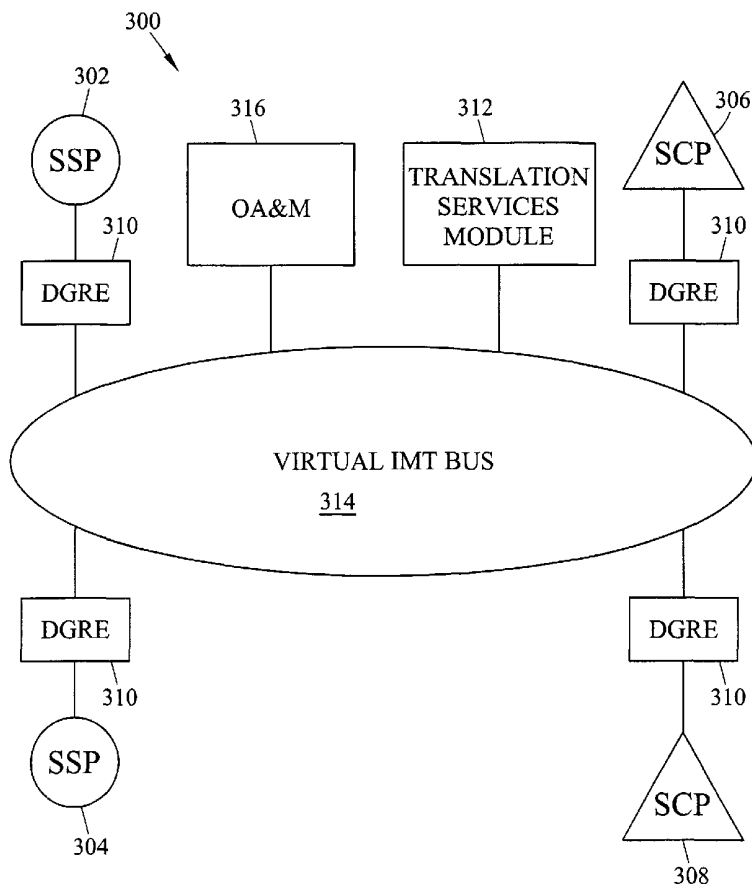 300
302
316
312
306
SSP
OA&M
TRANSLATION
SERVICES
MODULE
SCP
310
310
DGRE
DGRE
VIRTUAL IMT BUS
314
DGRE
DGRE
310
310
SSP
SCP
304
308